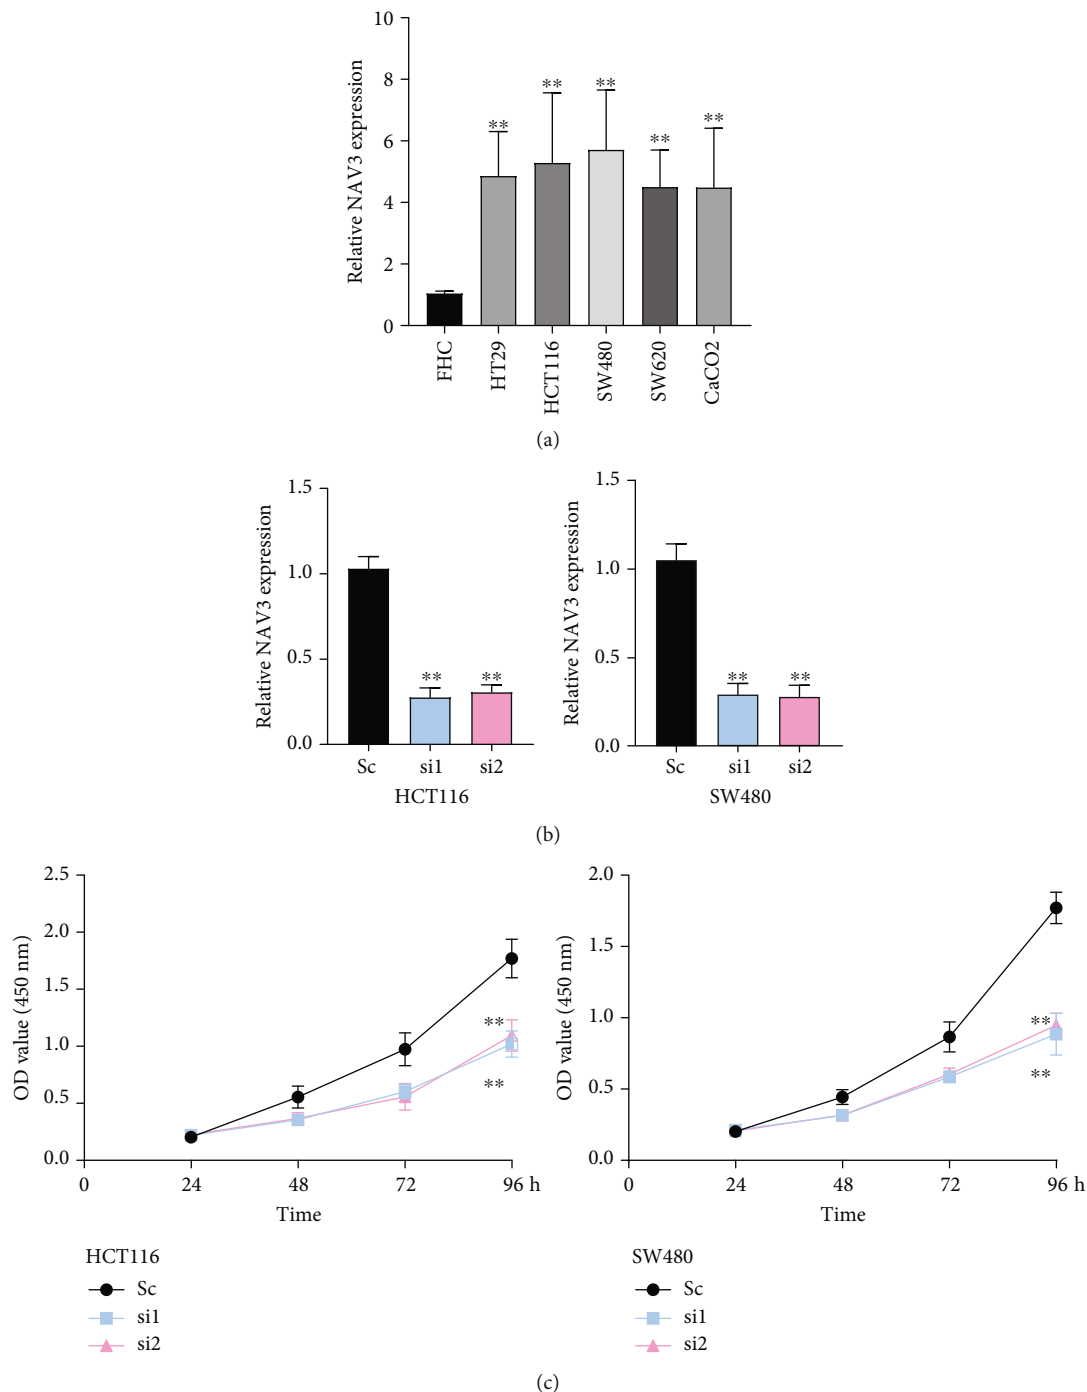 10
8
6
4
2
0
Relative NAV3 expression
** ** ** ** **
FHC
HT29
HCT116
SW480
SW620
CaCO2
(a)
1.5
1.0
0.5
0.0
Relative NAV3 expression
** **
Sc si1 si2
HCT116
1.5
1.0
0.5
0.0
Relative NAV3 expression
** **
Sc si1 si2
SW480
(b)
2.5
2.0
1.5
1.0
0.5
0.0
OD value (450 nm)
**
**
0 24 48 72 96 h
Time
HCT116
Sc
si1
si2
2.0
1.5
1.0
0.5
0.0
OD value (450 nm)
**
**
0 24 48 72 96 h
Time
SW480
Sc
si1
si2
(c)